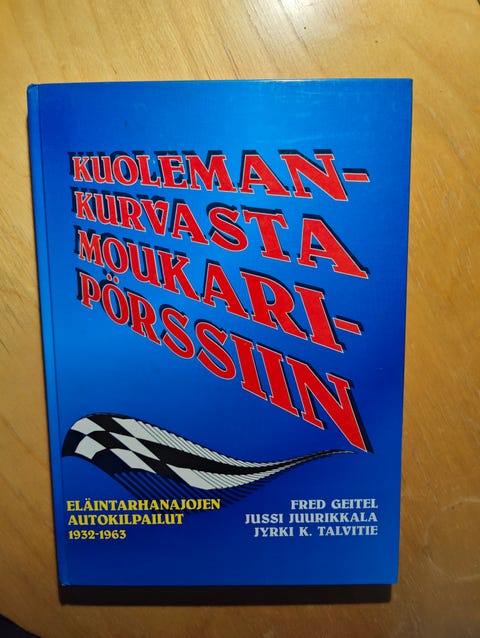 KUOLEMAN-
KURVASTA
MOUKARI-
PÖRSSIIN
ELÄINTARHANAJOJEN
AUTOKILPAILUT
1932-1963
FRED GEITEL
JUSSI JUURIKKALA
JYRKI K. TALVITIE